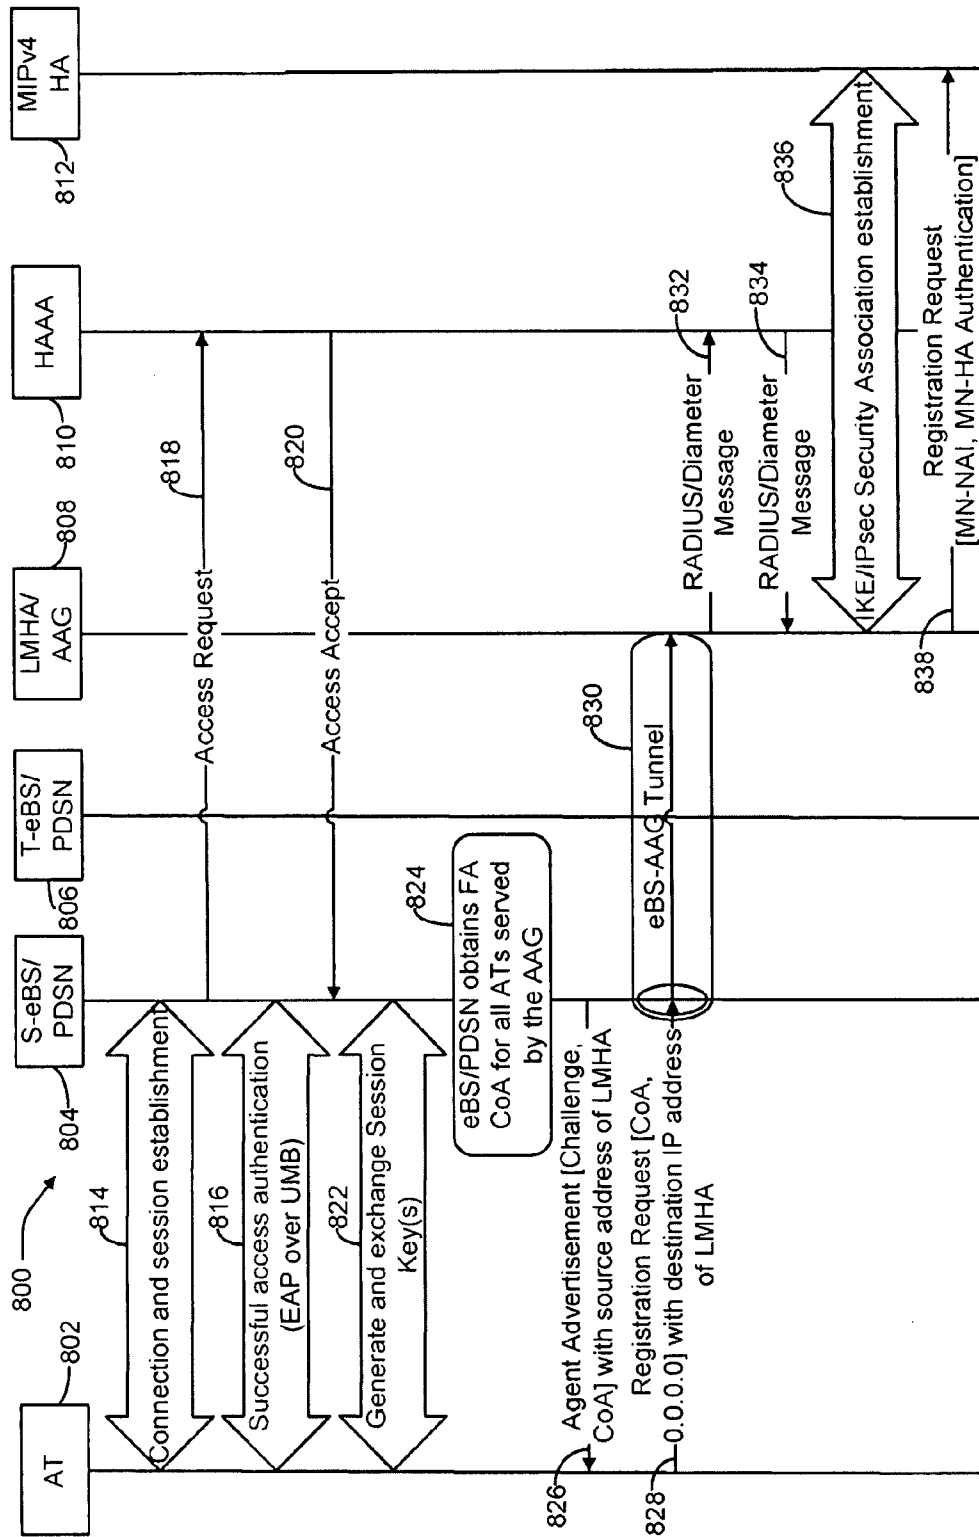 800
AT
802
S-eBS/
PDSN
804
T-eBS/
PDSN
806
LMHA/
AAG
808
HAAA
810
MIPv4
HA
812
814
Connection and session establishment
Access Request
818
816
Successful access authentication
(EAP over UMB)
Access Accept
820
822
Generate and exchange Session
Key(s)
824
eBS/PDSN obtains FA
CoA for all ATs served
by the AAG
826
Agent Advertisement [Challenge,
CoA] with source address of LMHA
828
Registration Request [CoA,
0.0.0.0] with destination IP address
of LMHA
830
eBS-AAG Tunnel
RADIUS/Diameter
Message
832
RADIUS/Diameter
Message
834
836
IKE/IPsec Security Association establishment
838
Registration Request
[MN-NAI, MN-HA Authentication]